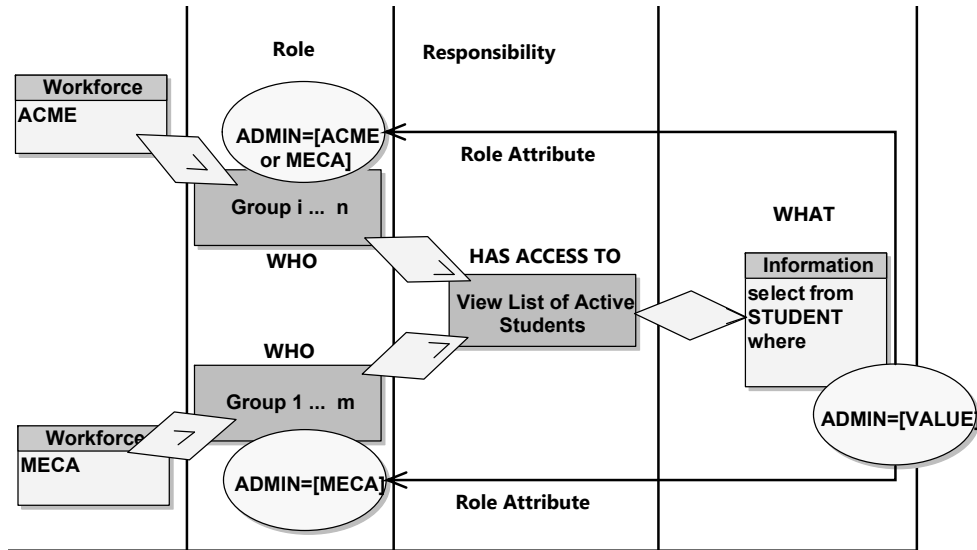 Role
Responsibility
Workforce
ACME
ADMIN=[ACME
or MECA]
Role Attribute
Group i ... n
WHAT
WHO
HAS ACCESS TO
Information
select from
STUDENT
where
View List of Active
Students
WHO
Group 1 ... m
ADMIN=[VALUE]
Workforce
MECA
ADMIN=[MECA]
Role Attribute